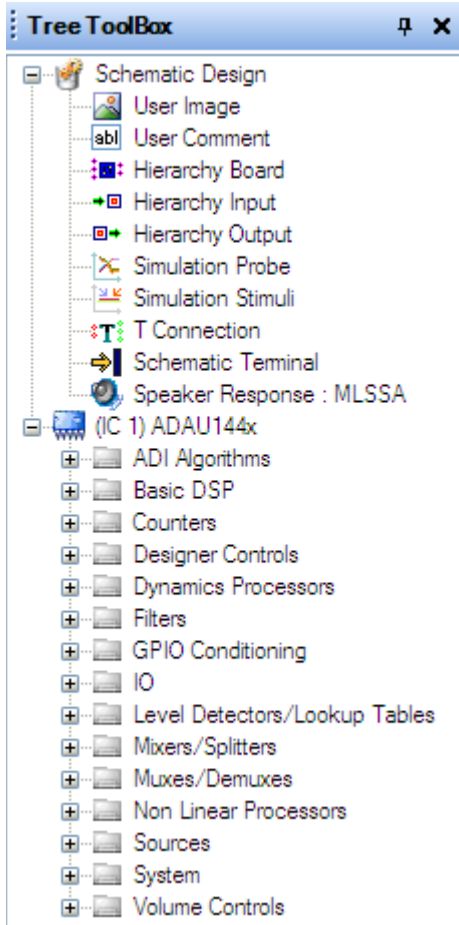 Tree ToolBox
Schematic Design
User Image
abl User Comment
Hierarchy Board
Hierarchy Input
Hierarchy Output
Simulation Probe
Simulation Stimuli
T T Connection
Schematic Terminal
Speaker Response : MLSSA
(IC 1) ADAU144x
ADI Algorithms
Basic DSP
Counters
Designer Controls
Dynamics Processors
Filters
GPIO Conditioning
IO
Level Detectors/Lookup Tables
Mixers/Splitters
Muxes/Demuxes
Non Linear Processors
Sources
System
Volume Controls